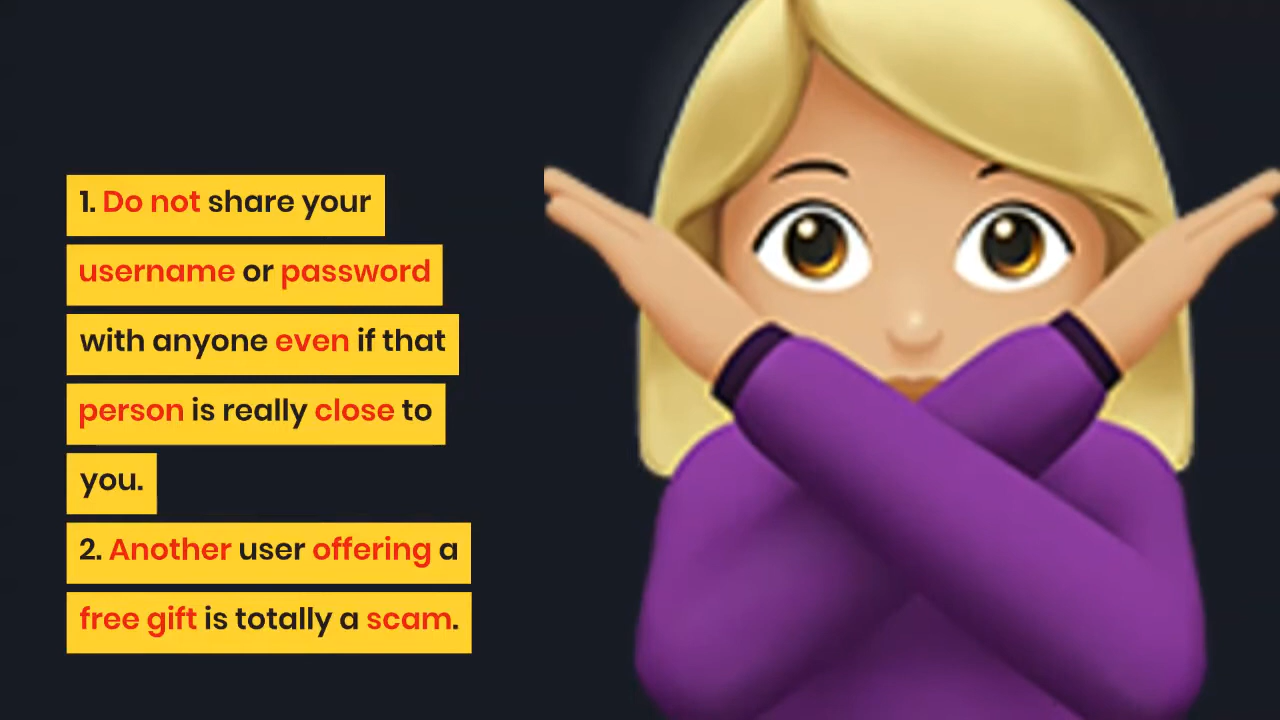 1. Do not share your
username or password
with anyone even if that
person is really close to
you.
2. Another user offering a
free gift is totally a scam.